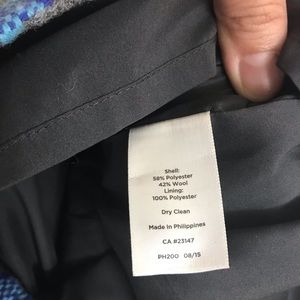 Shell:
58% Polyester
42% Wool
Lining:
100% Polyester
Dry Clean
Made In Philippines
CA #23147
PH200 08/15